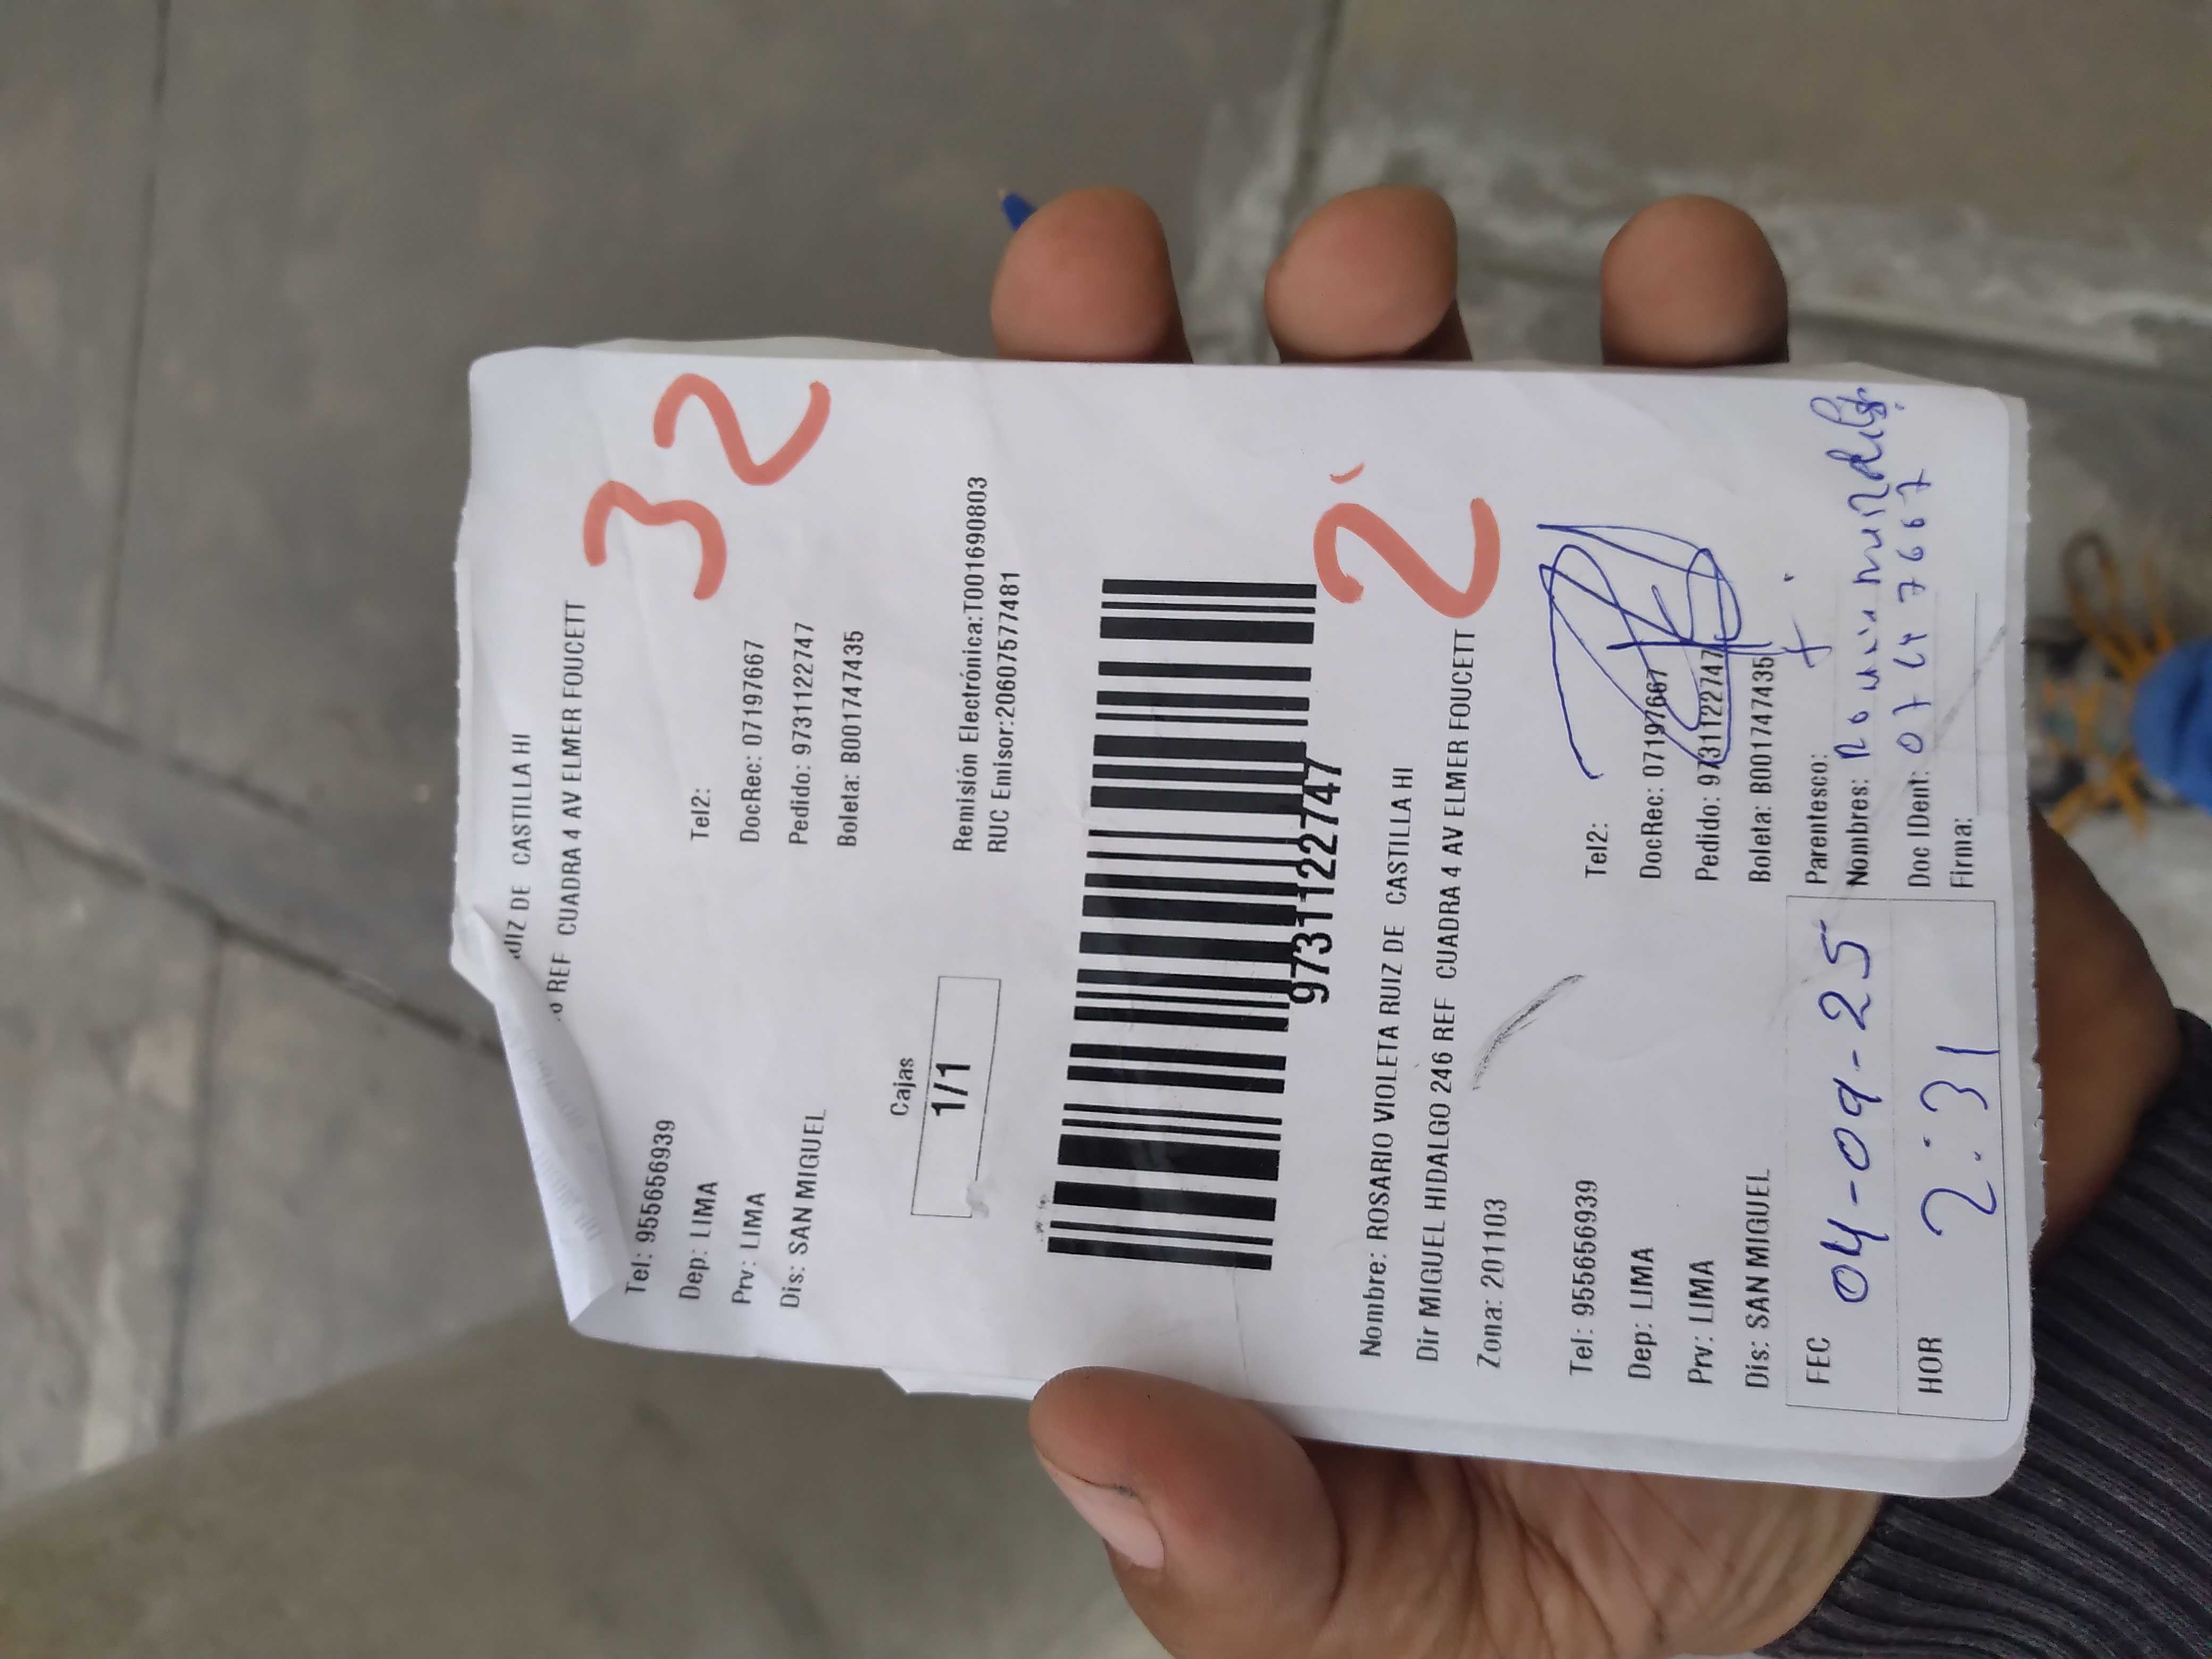 RUIZ DE CASTILLA HI
REF CUADRA 4 AV ELMER FOUCETT
32
Tel: 955656939
Tel2:
Dep: LIMA
DocRec: 07197667
Prv: LIMA
Pedido: 9731122747
Dis: SAN MIGUEL
Boleta: B001747435
Cajas
1/1
Remisión Electrónica:T001690803
RUC Emisor:20607577481
9731122747
2
Nombre: ROSARIO VIOLETA RUIZ DE CASTILLA HI
Dir MIGUEL HIDALGO 246 REF CUADRA 4 AV ELMER FOUCETT
Zona: 201103
Tel: 955656939
Tel2:
Dep: LIMA
DocRec: 07197667
Prv: LIMA
Pedido: 9731122747
Dis: SAN MIGUEL
Boleta: B001747435
FEC 04-09-25
Parentesco:
Nombres:
HOR 2:31
Doc IDent: 07477667
Firma: